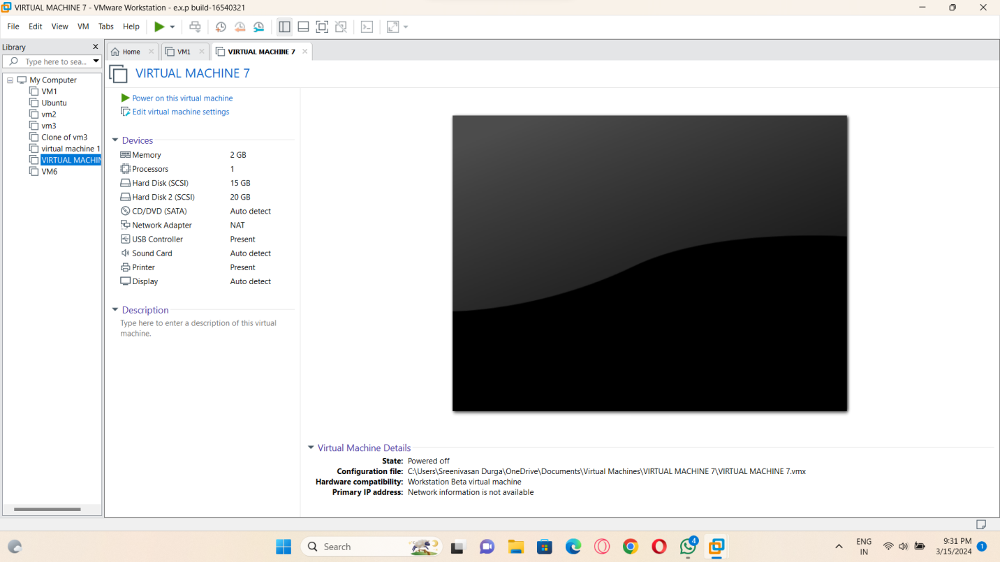 VIRTUAL MACHINE 7 - VMware Workstation - e.x.p build-16540321
File Edit View VM Tabs Help
Library
Type here to sea...
My Computer
VM1
Ubuntu
vm2
vm3
Clone of vm3
virtual machine 1
VIRTUAL MACHIN
VM6
Home VM1 VIRTUAL MACHINE 7
VIRTUAL MACHINE 7
Power on this virtual machine
Edit virtual machine settings
Devices
Memory 2 GB
Processors 1
Hard Disk (SCSI) 15 GB
Hard Disk 2 (SCSI) 20 GB
CD/DVD (SATA) Auto detect
Network Adapter NAT
USB Controller Present
Sound Card Auto detect
Printer Present
Display Auto detect
Description
Type here to enter a description of this virtual
machine.
Virtual Machine Details
State: Powered off
Configuration file: C:\Users\Sreenivasan Durga\OneDrive\Documents\Virtual Machines\VIRTUAL MACHINE 7\VIRTUAL MACHINE 7.vmx
Hardware compatibility: Workstation Beta virtual machine
Primary IP address: Network information is not available
Search
4
ENG
IN
9:31 PM
3/15/2024
1